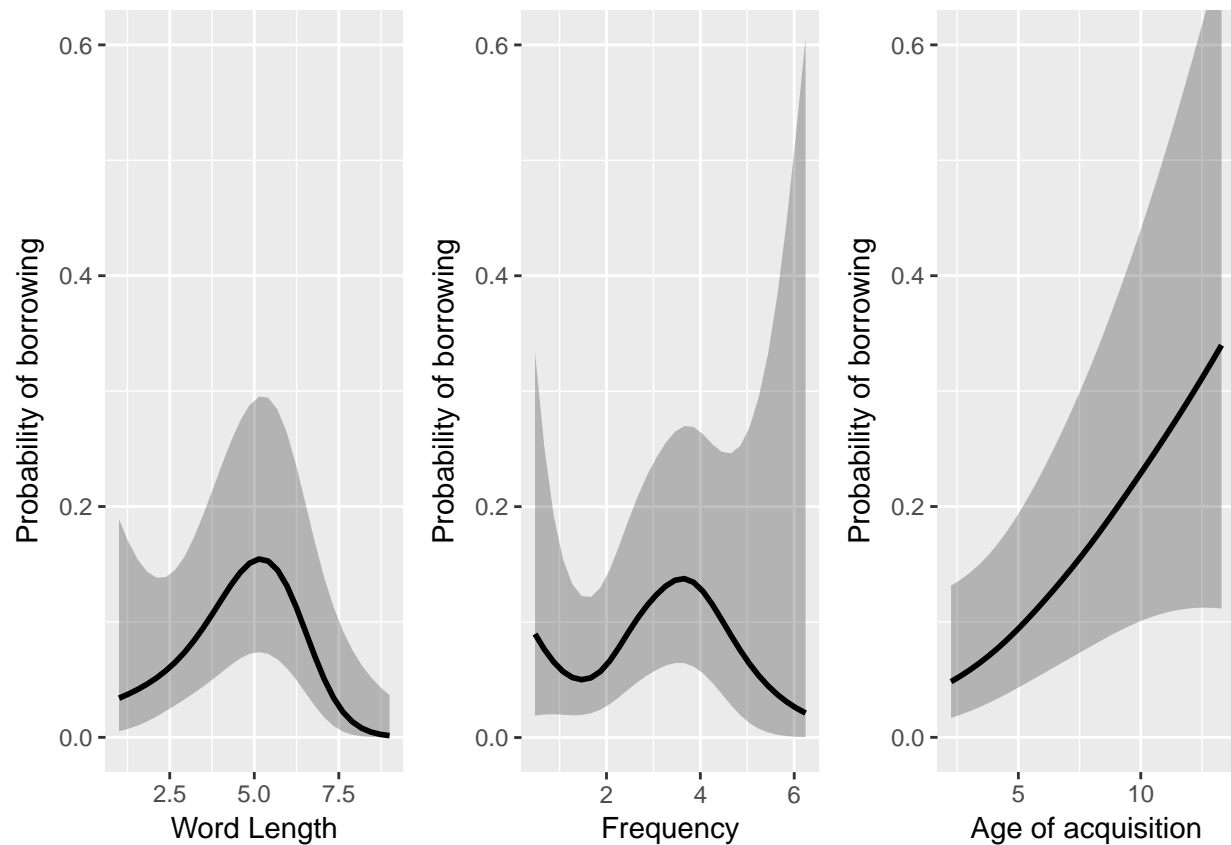 Probability of borrowing
0.6
0.4
0.2
0.0
2.5 5.0 7.5
Word Length
Probability of borrowing
0.6
0.4
0.2
0.0
2 4 6
Frequency
Probability of borrowing
0.6
0.4
0.2
0.0
5 10
Age of acquisition